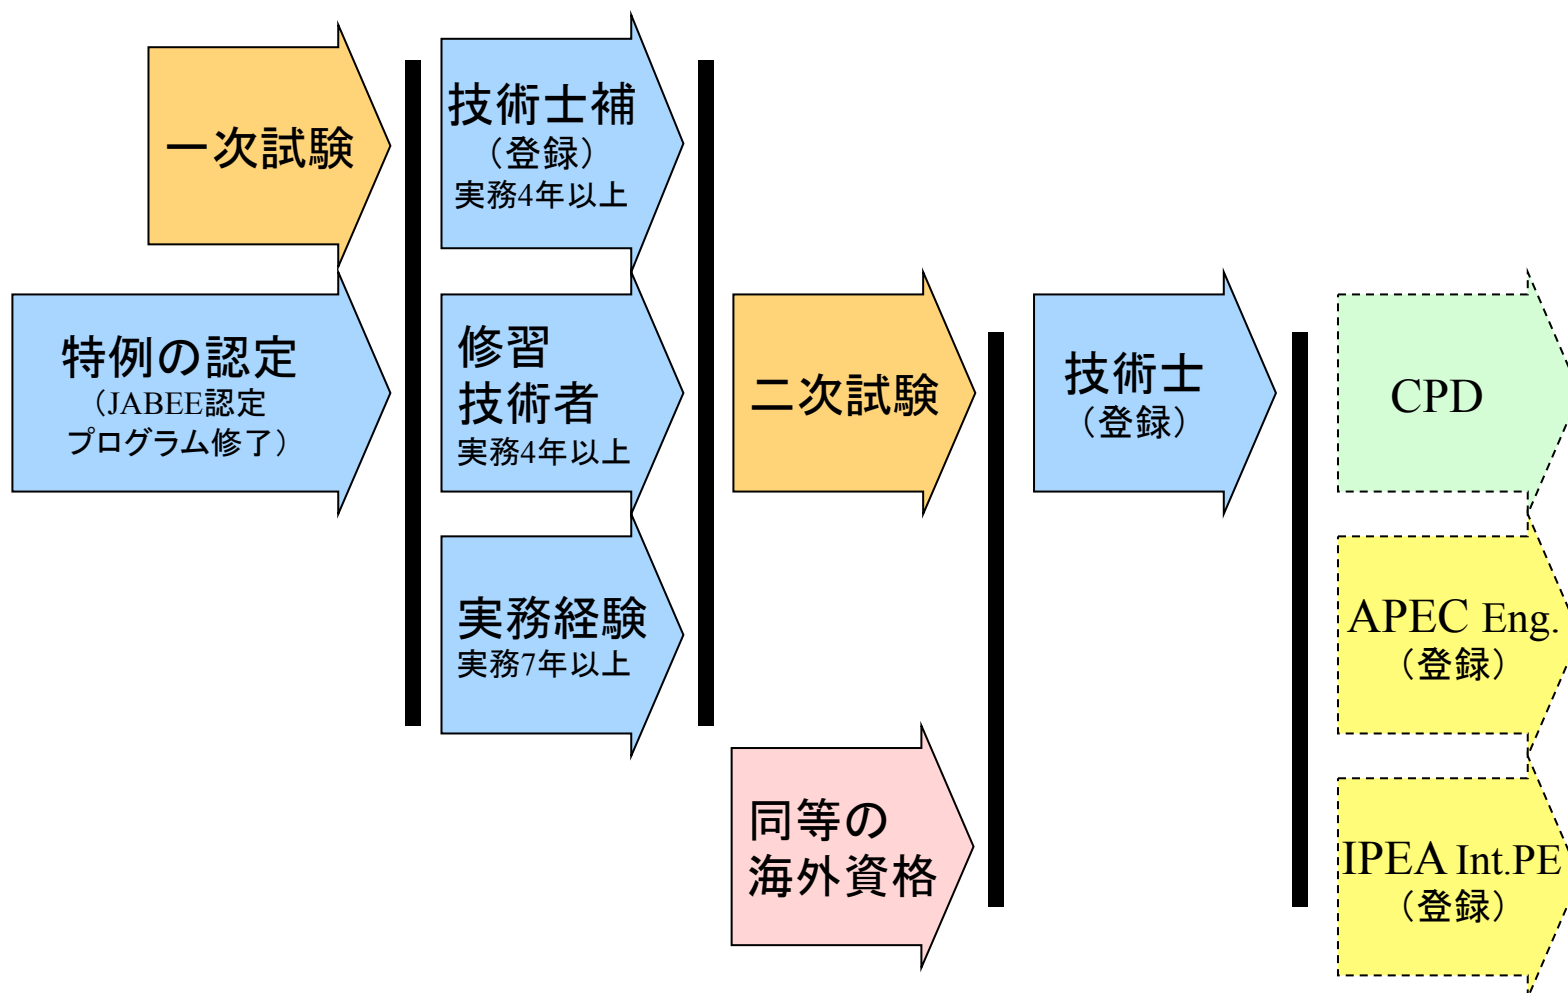 一次試験
特例の認定
（JABEE認定
プログラム修了）
技術士補
（登録）
実務4年以上
修習
技術者
実務4年以上
実務経験
実務7年以上
二次試験
同等の
海外資格
技術士
（登録）
CPD
APEC Eng.
（登録）
IPEA Int.PE
（登録）